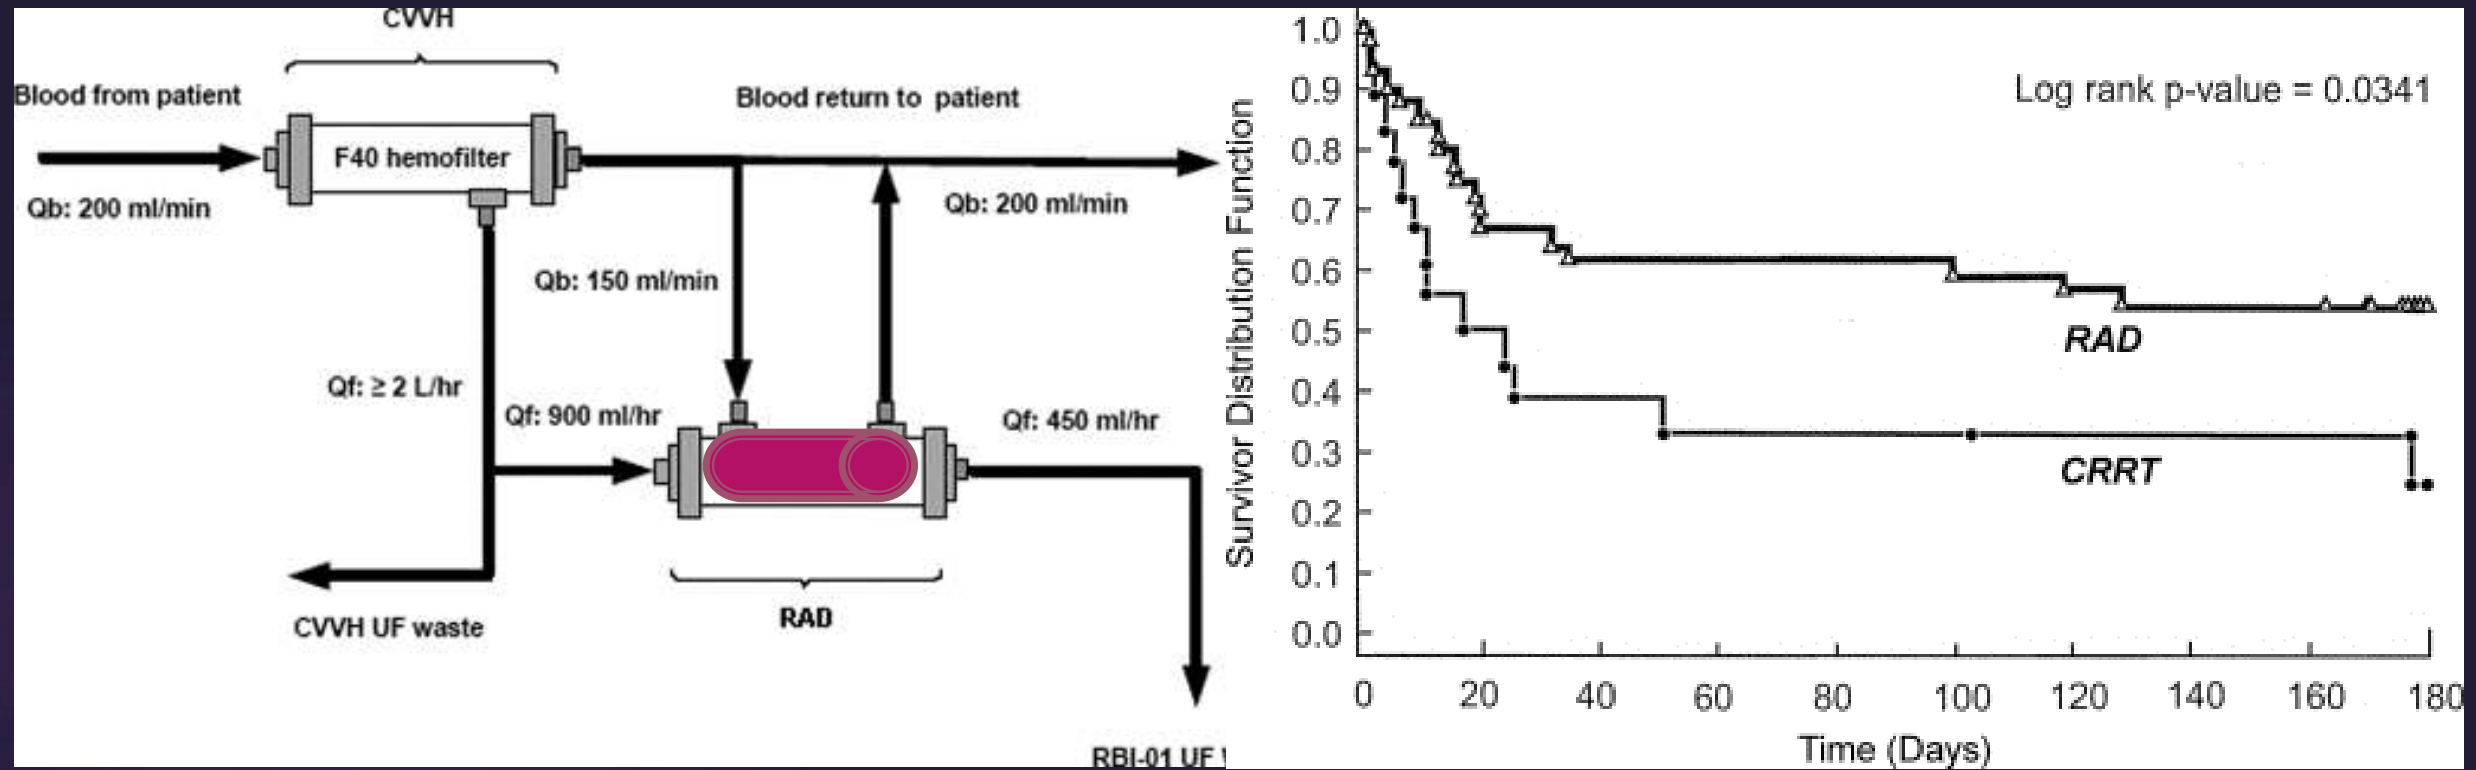 CVVH
Blood from patient
Blood return to patient
F40 hemofilter
Qb: 200 ml/min
Qb: 200 ml/min
Qb: 150 ml/min
Qf: ≥ 2 L/hr
Qf: 900 ml/hr
Qf: 450 ml/hr
CVVH UF waste
RAD
RBI-01 UF
Survivor Distribution Function
1.0
0.9
0.8
0.7
0.6
0.5
0.4
0.3
0.2
0.1
0.0
Log rank p-value = 0.0341
RAD
CRRT
0 20 40 60 80 100 120 140 160 180
Time (Days)